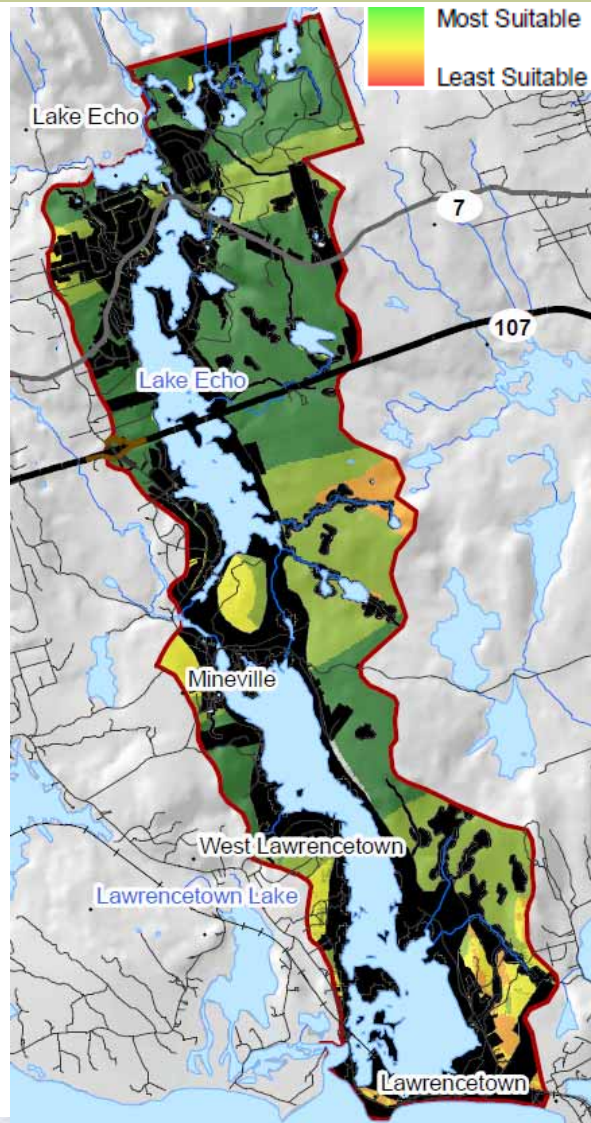 Most Suitable
Least Suitable
Lake Echo
7
107
Lake Echo
Mineville
West Lawrencetown
Lawrencetown Lake
Lawrencetown